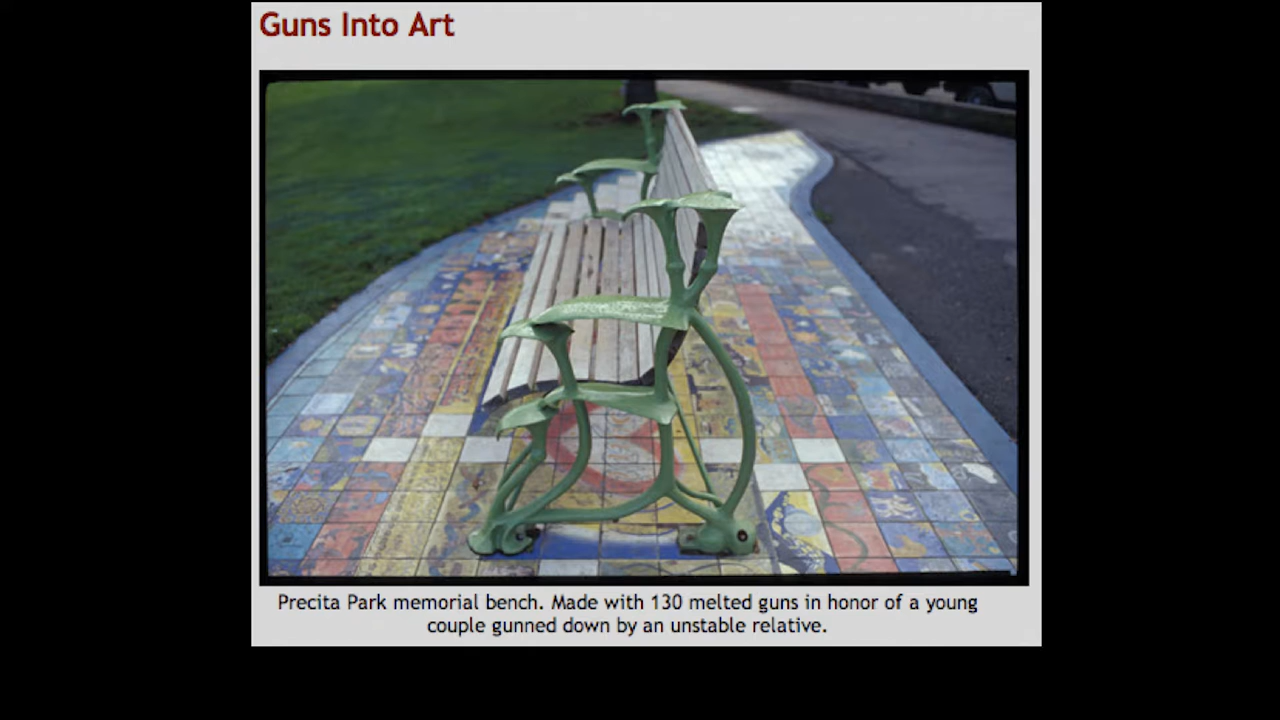 Guns Into Art
Precita Park memorial bench. Made with 130 melted guns in honor of a young
couple gunned down by an unstable relative.